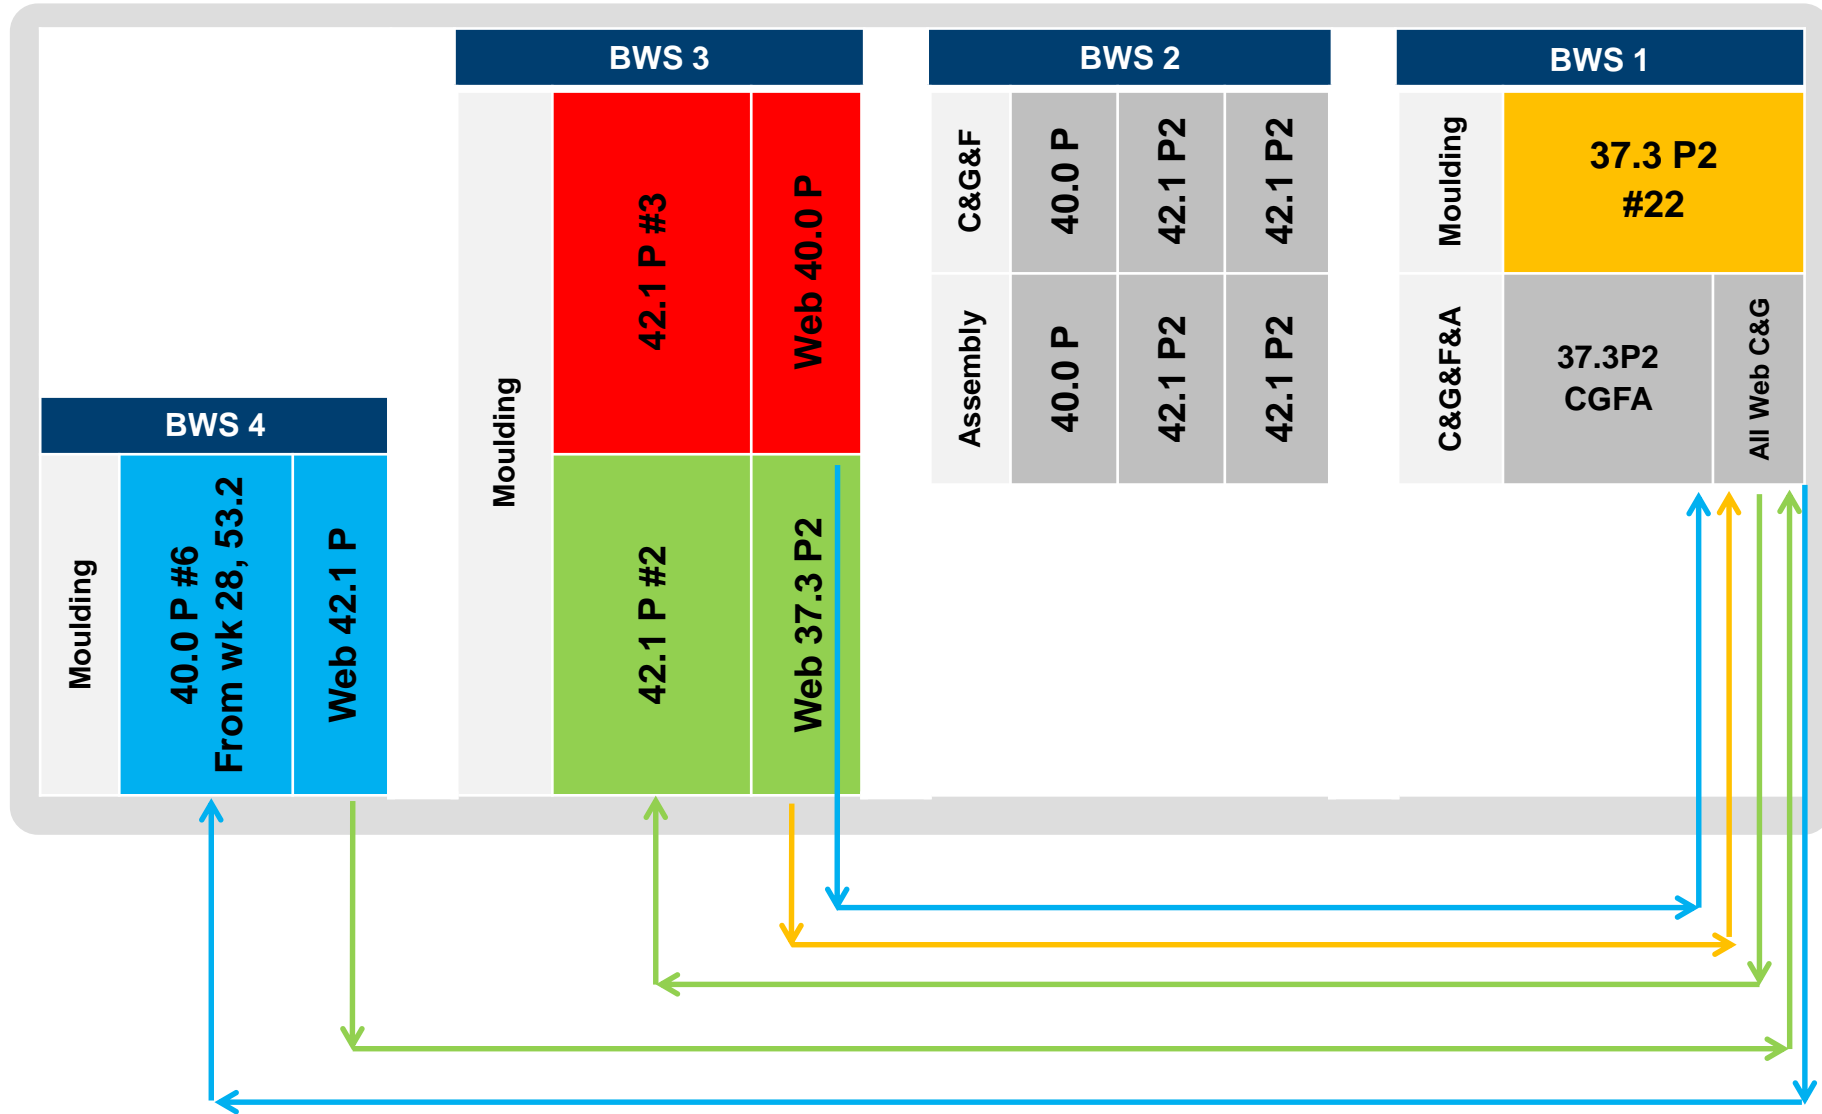 BWS 3
BWS 2
BWS 1
Moulding
42.1 P #3
Web 40.0 P
42.1 P #2
Web 37.3 P2
C&G&F
40.0 P
42.1 P2
42.1 P2
Assembly
40.0 P
42.1 P2
42.1 P2
Moulding
37.3 P2
#22
C&G&F&A
37.3P2
CGFA
All Web C&G
BWS 4
Moulding
40.0 P #6
From wk 28, 53.2
Web 42.1 P